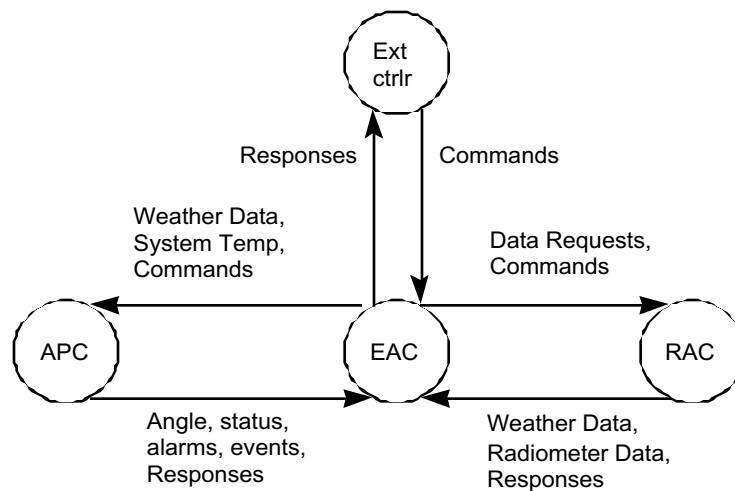 Ext
ctrlr
Responses
Commands
Weather Data,
System Temp,
Commands
Data Requests,
Commands
APC
EAC
RAC
Angle, status,
alarms, events,
Responses
Weather Data,
Radiometer Data,
Responses